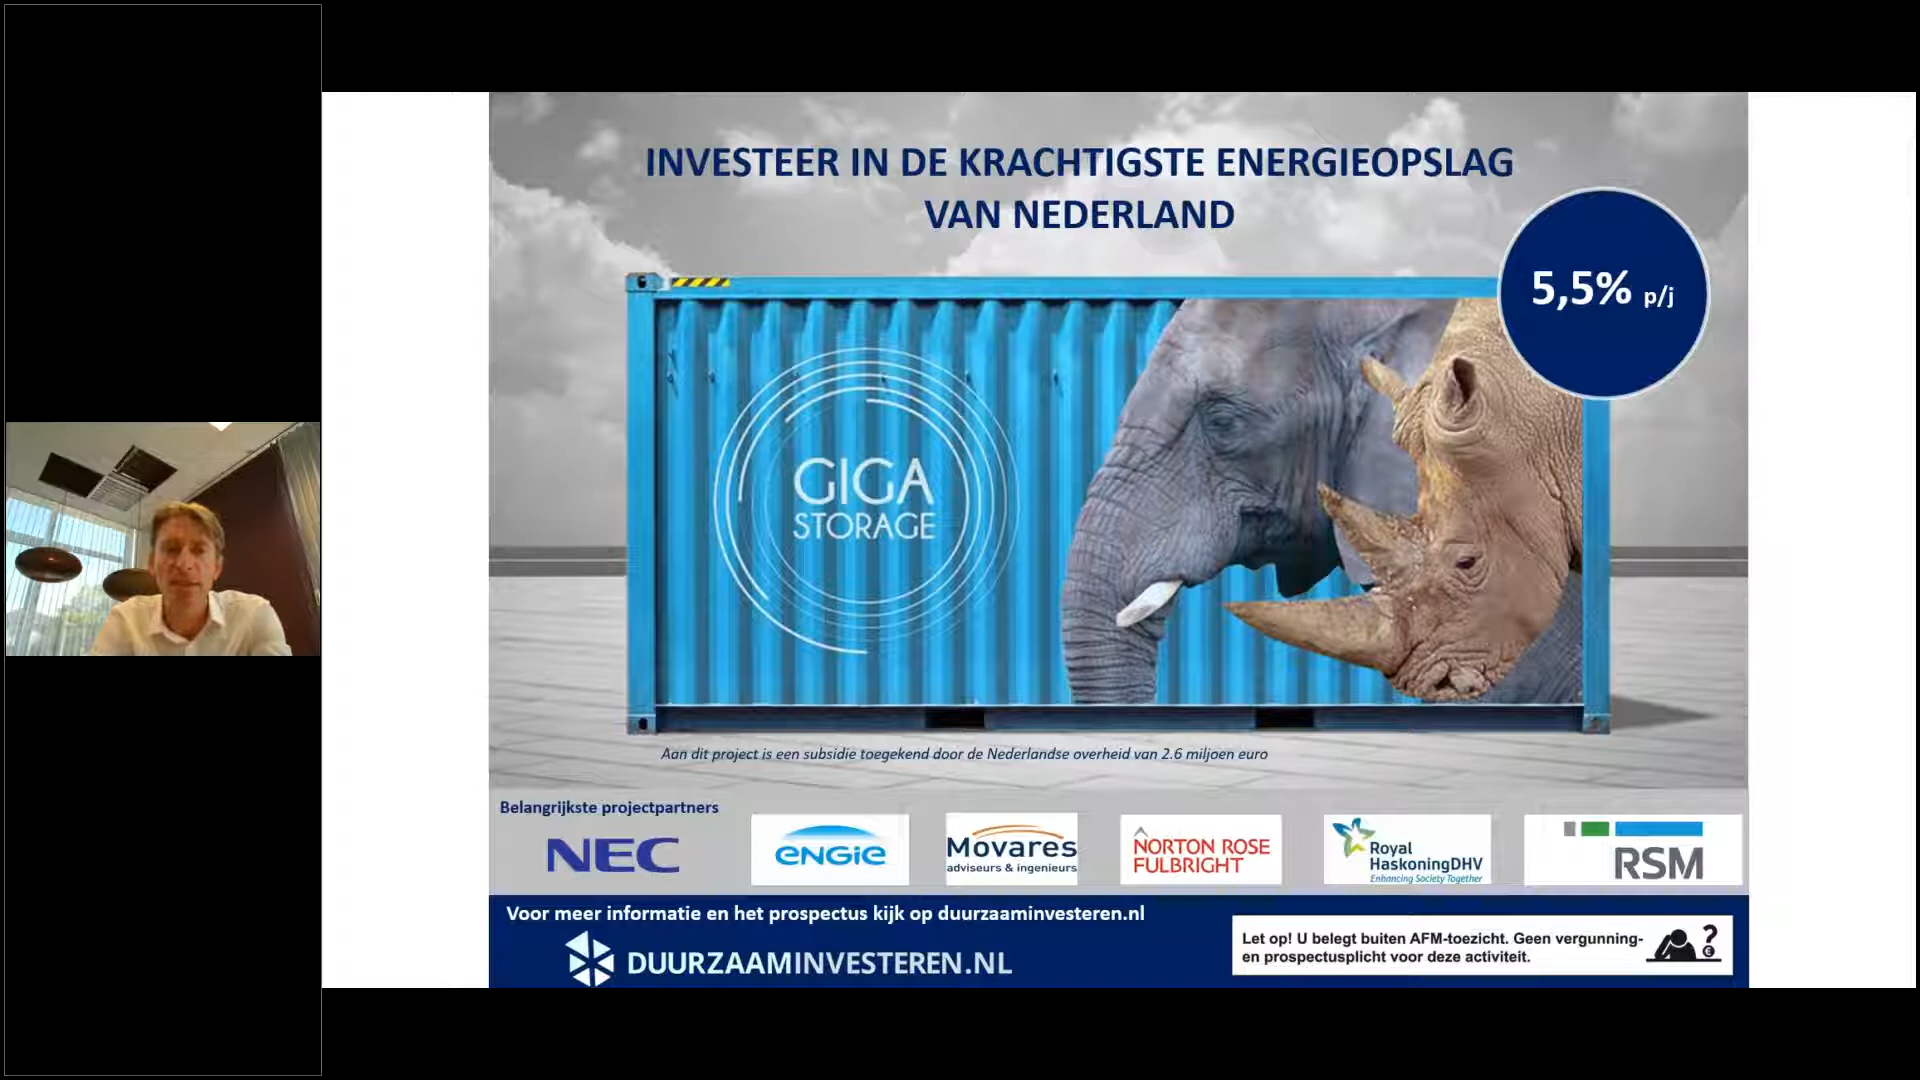 INVESTEER IN DE KRACHTIGSTE ENERGIEOPSLAG
VAN NEDERLAND
5,5% p/j
GIGA
STORAGE
Aan dit project is een subsidie toegekend door de Nederlandse overheid van 2.6 miljoen euro
Belangrijkste projectpartners
NEC
ENGIE
Movares
adviseurs & ingenieurs
NORTON ROSE
FULBRIGHT
Royal
HaskoningDHV
Enhancing Society Together
RSM
Voor meer informatie en het prospectus kijk op duurzaaminvesteren.nl
DUURZAAMINVESTEREN.NL
Let op! U belegt buiten AFM-toezicht. Geen vergunning-
en prospectusplicht voor deze activiteit.
?
€